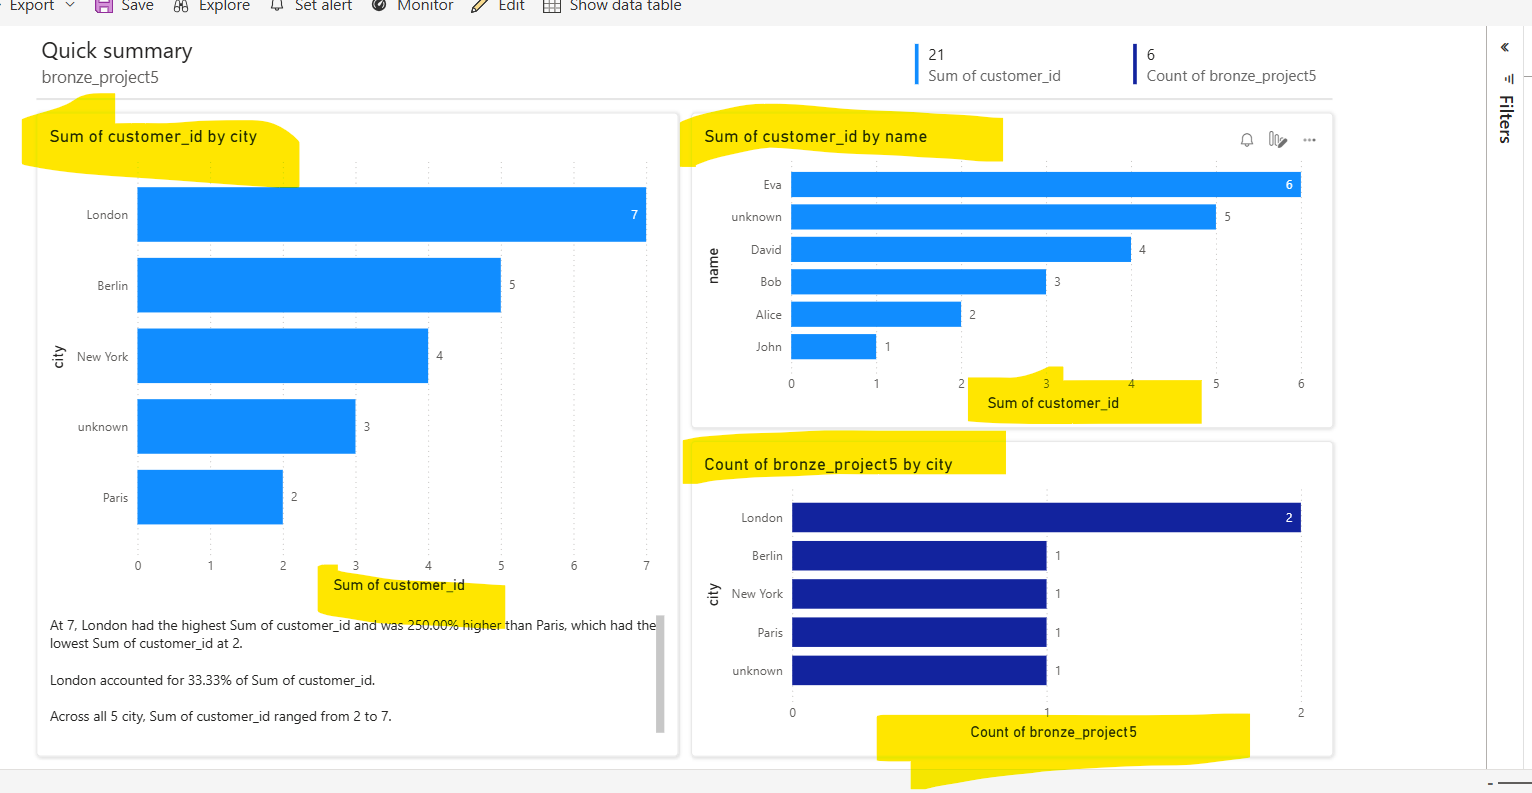 Export
Save
Explore
Set alert
Monitor
Edit
Show data table
Quick summary
bronze_project5
21
Sum of customer_id
6
Count of bronze_project5
Filters
Sum of customer_id by city
London
7
Berlin
5
New York
4
unknown
3
Paris
2
city
0 1 2 3 4 5 6 7
Sum of customer_id
At 7, London had the highest Sum of customer_id and was 250.00% higher than Paris, which had the
lowest Sum of customer_id at 2.
London accounted for 33.33% of Sum of customer_id.
Across all 5 city, Sum of customer_id ranged from 2 to 7.
Sum of customer_id by name
Eva
6
unknown
5
David
4
Bob
3
Alice
2
John
1
name
0 1 2 3 4 5 6
Sum of customer_id
Count of bronze_project5 by city
London
2
Berlin
1
New York
1
Paris
1
unknown
1
city
0 1 2
Count of bronze_project5